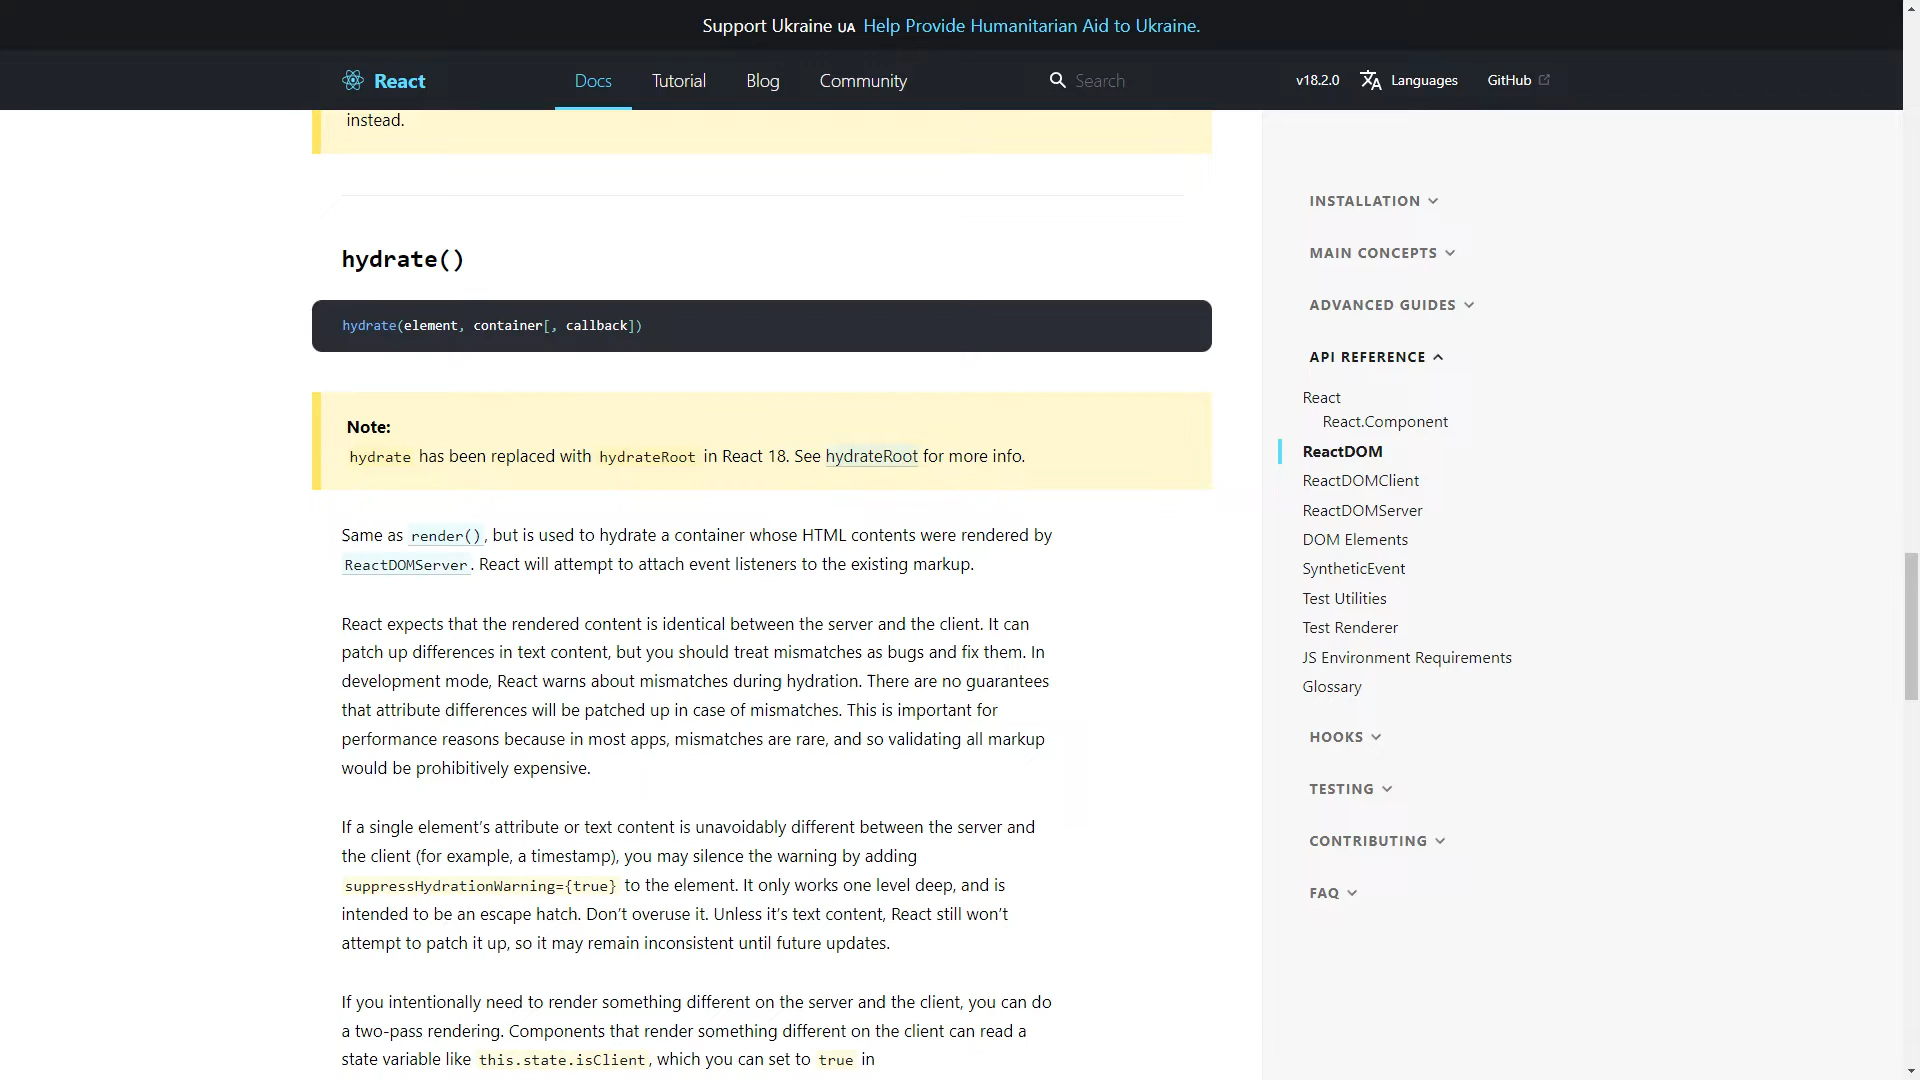 Support Ukraine UA Help Provide Humanitarian Aid to Ukraine.
React
Docs
Tutorial
Blog
Community
Search
v18.2.0
Languages
GitHub
instead.
hydrate()
hydrate(element, container[, callback])
Note:
hydrate has been replaced with hydrateRoot in React 18. See hydrateRoot for more info.
Same as render(), but is used to hydrate a container whose HTML contents were rendered by
ReactDOMServer. React will attempt to attach event listeners to the existing markup.
React expects that the rendered content is identical between the server and the client. It can
patch up differences in text content, but you should treat mismatches as bugs and fix them. In
development mode, React warns about mismatches during hydration. There are no guarantees
that attribute differences will be patched up in case of mismatches. This is important for
performance reasons because in most apps, mismatches are rare, and so validating all markup
would be prohibitively expensive.
If a single element’s attribute or text content is unavoidably different between the server and
the client (for example, a timestamp), you may silence the warning by adding
suppressHydrationWarning={true} to the element. It only works one level deep, and is
intended to be an escape hatch. Don’t overuse it. Unless it’s text content, React still won’t
attempt to patch it up, so it may remain inconsistent until future updates.
If you intentionally need to render something different on the server and the client, you can do
a two-pass rendering. Components that render something different on the client can read a
state variable like this.state.isClient, which you can set to true in
INSTALLATION
MAIN CONCEPTS
ADVANCED GUIDES
API REFERENCE
React
React.Component
ReactDOM
ReactDOMClient
ReactDOMServer
DOM Elements
SyntheticEvent
Test Utilities
Test Renderer
JS Environment Requirements
Glossary
HOOKS
TESTING
CONTRIBUTING
FAQ